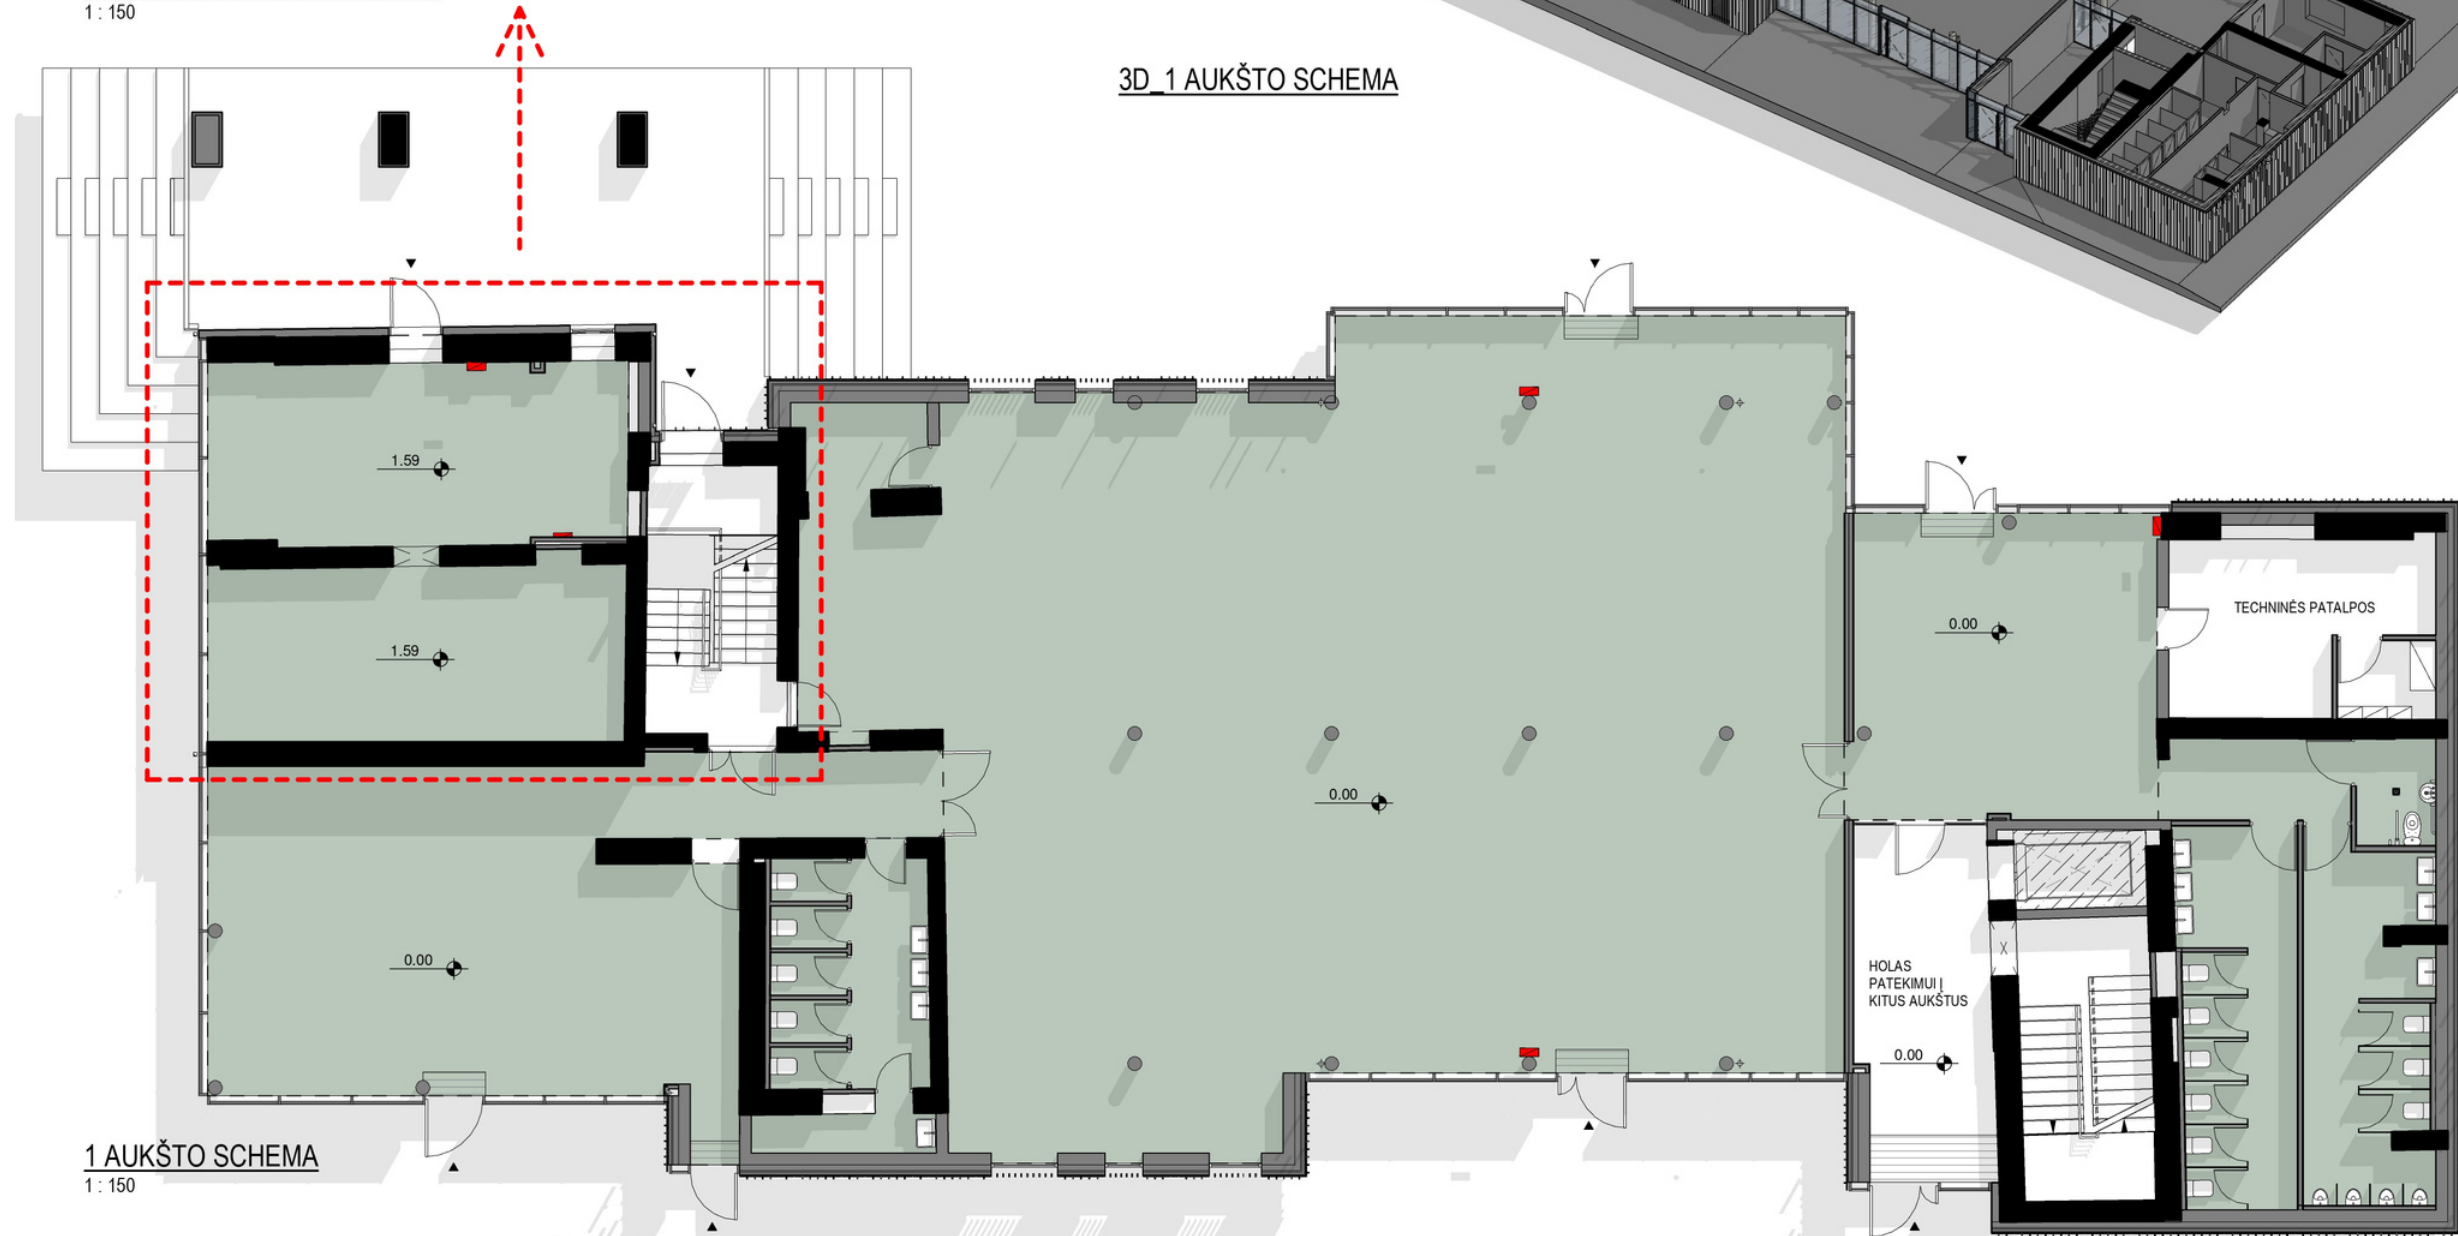 1 : 150
3D_1 AUKŠTO SCHEMA
1.59
1.59
0.00
TECHNINĖS PATALPOS
0.00
0.00
HOLAS
PATEKIMUI Į
KITUS AUKŠTUS
0.00
1 AUKŠTO SCHEMA
1 : 150